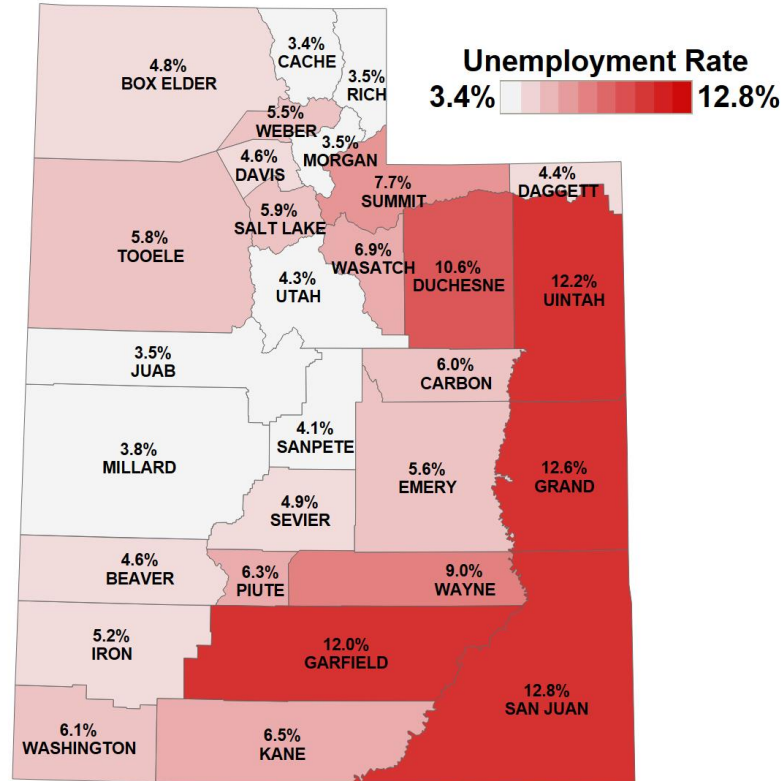 Unemployment Rate
3.4% 12.8%
3.4%
CACHE
4.8%
BOX ELDER
3.5%
RICH
5.5%
WEBER
3.5%
MORGAN
4.6%
DAVIS
4.4%
DAGGETT
7.7%
SUMMIT
5.9%
SALT LAKE
5.8%
TOOELE
6.9%
WASATCH
10.6%
DUCHESNE
12.2%
UINTAH
4.3%
UTAH
3.5%
JUAB
6.0%
CARBON
4.1%
SANPETE
3.8%
MILLARD
5.6%
EMERY
12.6%
GRAND
4.9%
SEVIER
4.6%
BEAVER
6.3%
PIUTE
9.0%
WAYNE
5.2%
IRON
12.0%
GARFIELD
12.8%
SAN JUAN
6.1%
WASHINGTON
6.5%
KANE